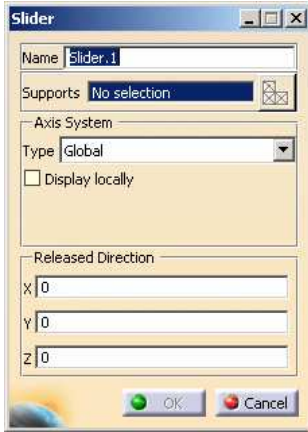 Slider
Name Slider.1
Supports No selection
Axis System
Type Global
Display locally
Released Direction
X 0
Y 0
Z 0
OK Cancel